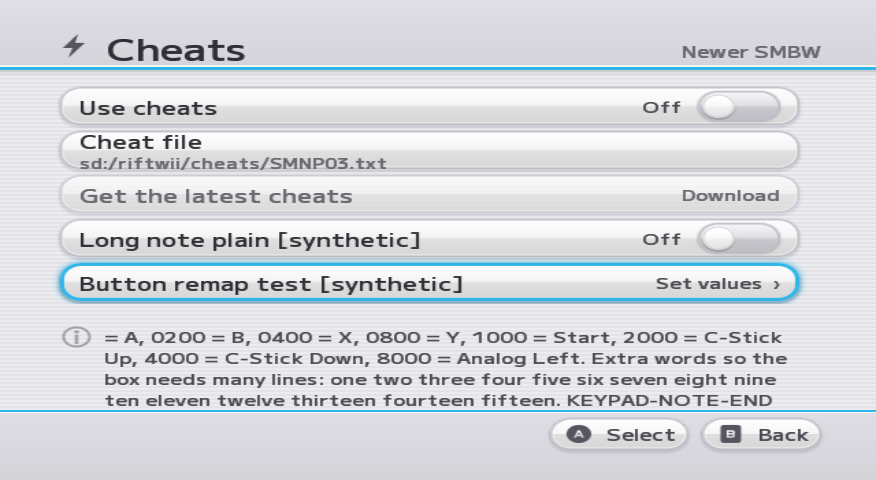 Cheats
Newer SMBW
Use cheats
Off
Cheat file
sd:/riftwii/cheats/SMNP03.txt
Get the latest cheats
Download
Long note plain [synthetic]
Off
Button remap test [synthetic]
Set values ›
= A, 0200 = B, 0400 = X, 0800 = Y, 1000 = Start, 2000 = C-Stick
Up, 4000 = C-Stick Down, 8000 = Analog Left. Extra words so the
box needs many lines: one two three four five six seven eight nine
ten eleven twelve thirteen fourteen fifteen. KEYPAD-NOTE-END
A Select
B Back